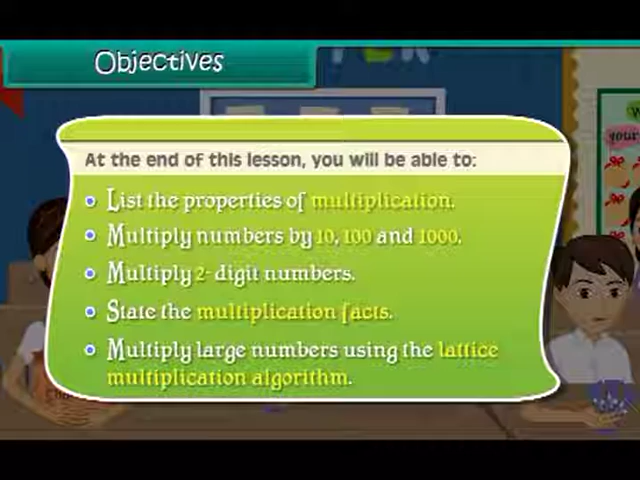 Objectives
At the end of this lesson, you will be able to:
List the properties of multiplication.
Multiply numbers by 10, 100 and 1000.
Multiply 2-digit numbers.
State the multiplication facts.
Multiply large numbers using the lattice
multiplication algorithm.
your